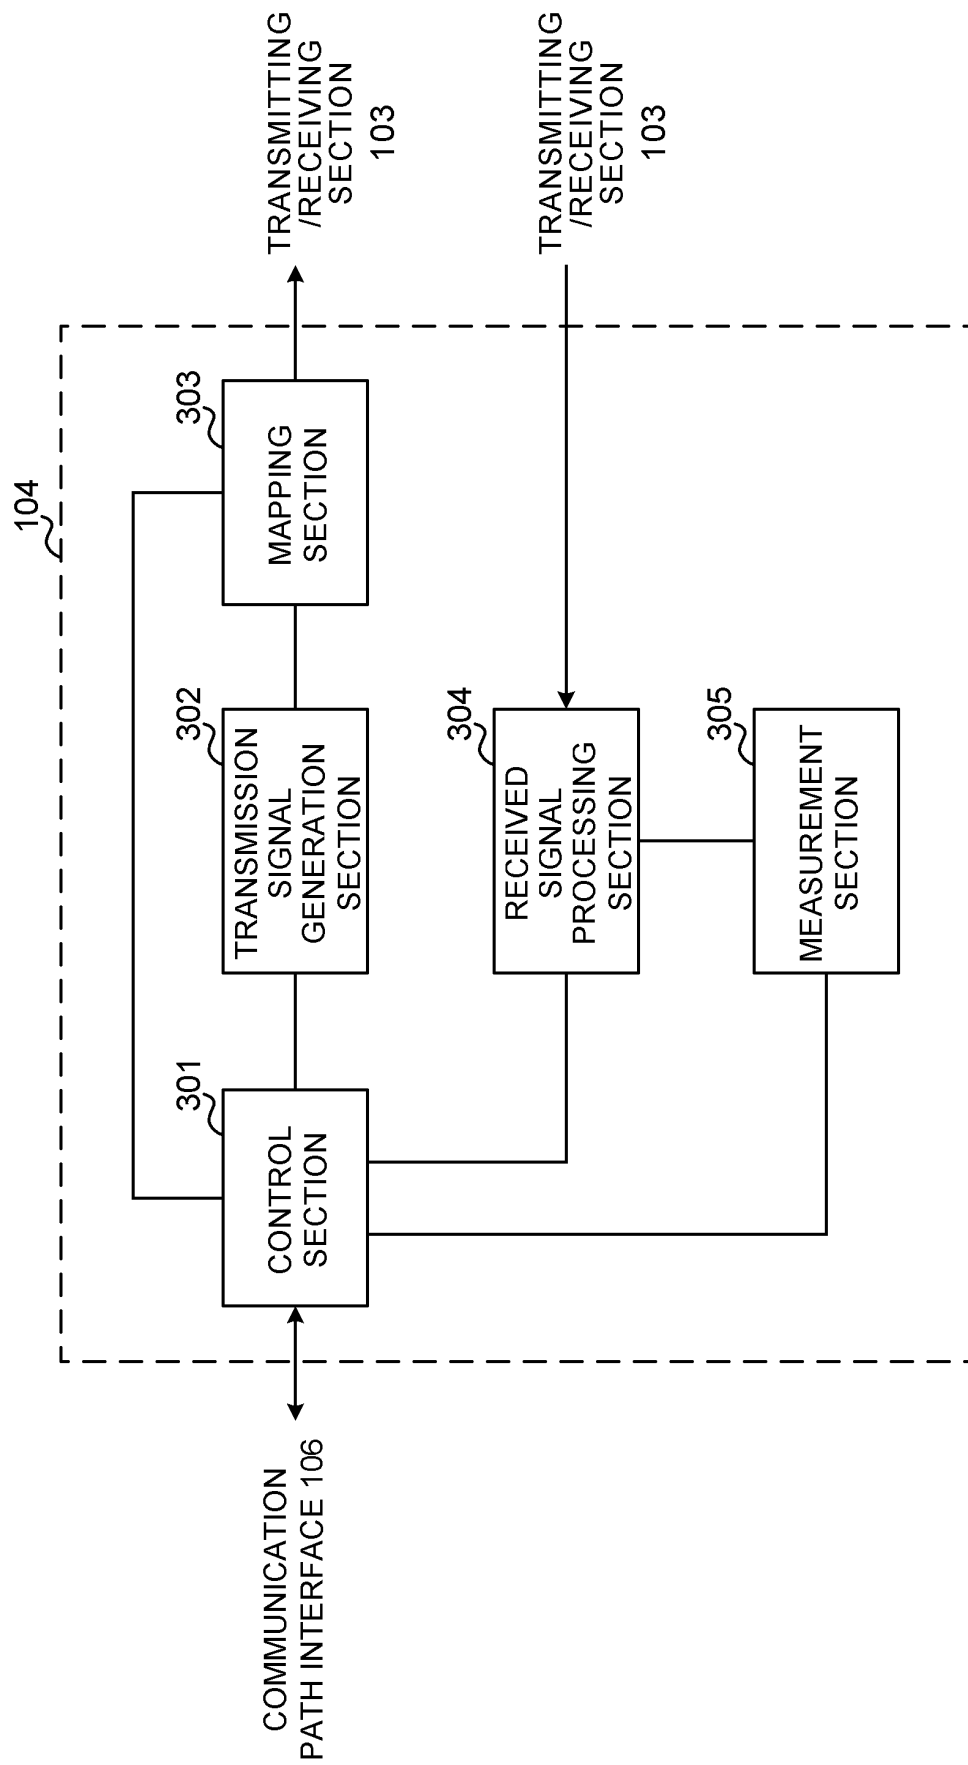 104
COMMUNICATION
PATH INTERFACE 106
301
CONTROL
SECTION
302
TRANSMISSION
SIGNAL
GENERATION
SECTION
303
MAPPING
SECTION
TRANSMITTING
/RECEIVING
SECTION
103
304
RECEIVED
SIGNAL
PROCESSING
SECTION
TRANSMITTING
/RECEIVING
SECTION
103
305
MEASUREMENT
SECTION